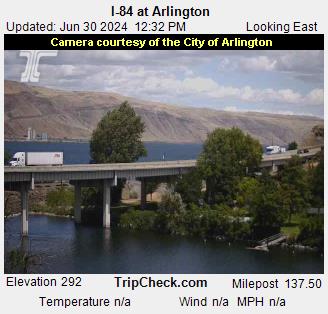 I-84 at Arlington
Updated: Jun 30 2024 12:32 PM Looking East
Camera courtesy of the City of Arlington
Elevation 292 TripCheck.com Milepost 137.50
Temperature n/a Wind n/a MPH n/a